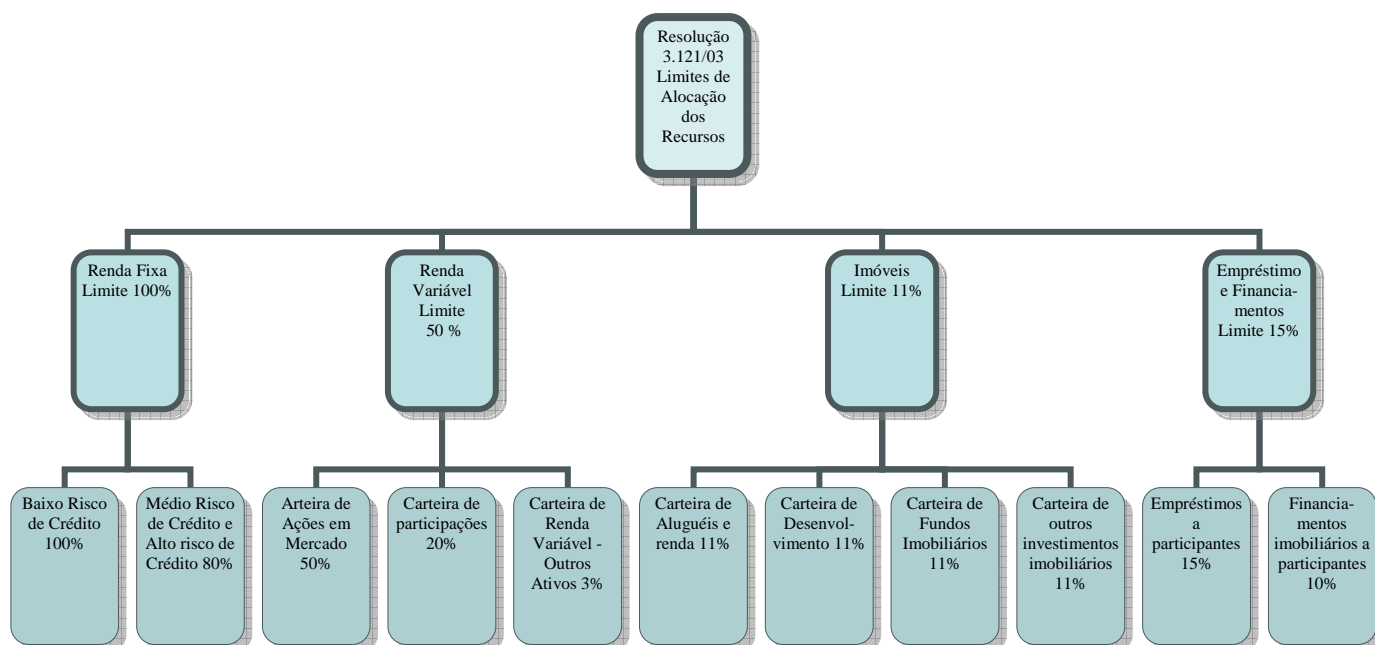 Resolução
3.121/03
Limites de
Alocação
dos
Recursos
Renda Fixa
Limite 100%
Renda
Variável
Limite
50 %
Imóveis
Limite 11%
Empréstimo
e Financia-
mentos
Limite 15%
Baixo Risco
de Crédito
100%
Médio Risco
de Crédito e
Alto risco de
Crédito 80%
Arteira de
Ações em
Mercado
50%
Carteira de
participações
20%
Carteira de
Renda
Variável -
Outros
Ativos 3%
Carteira de
Aluguéis e
renda 11%
Carteira de
Desenvol-
vimento 11%
Carteira de
Fundos
Imobiliários
11%
Carteira de
outros
investimentos
imobiliários
11%
Empréstimos
a
participantes
15%
Financia-
mentos
imobiliários a
participantes
10%